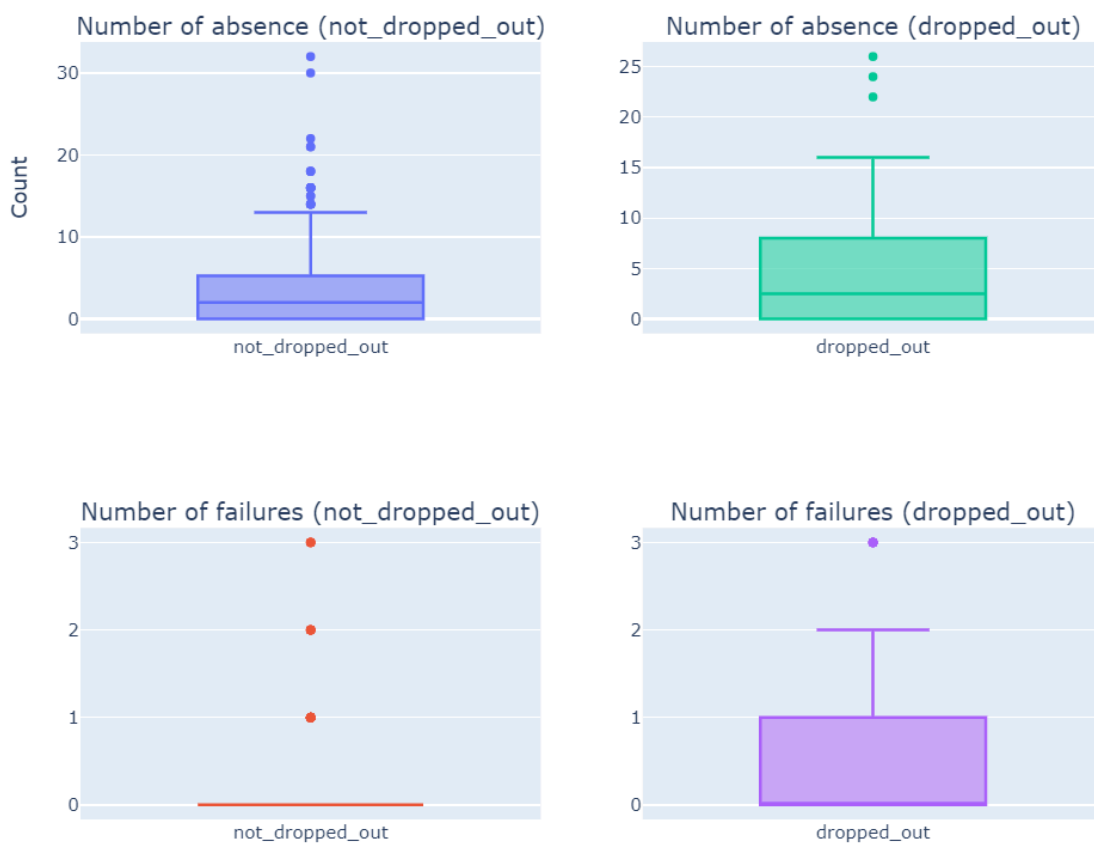 Number of absence (not_dropped_out)
Number of absence (dropped_out)
Count
30
20
10
0
not_dropped_out
25
20
15
10
5
0
dropped_out
Number of failures (not_dropped_out)
Number of failures (dropped_out)
3
2
1
0
not_dropped_out
3
2
1
0
dropped_out